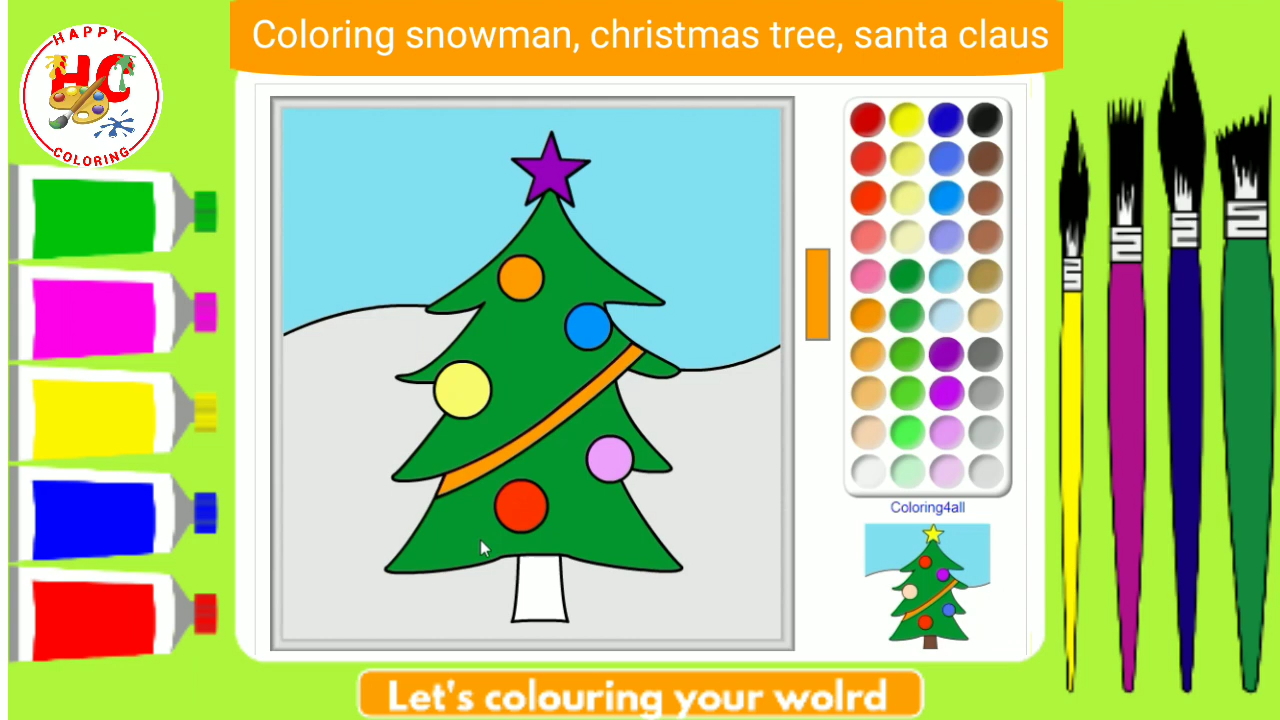 HAPPY
HC
COLORING
Coloring snowman, christmas tree, santa claus
Coloring4all
Let's colouring your wolrd